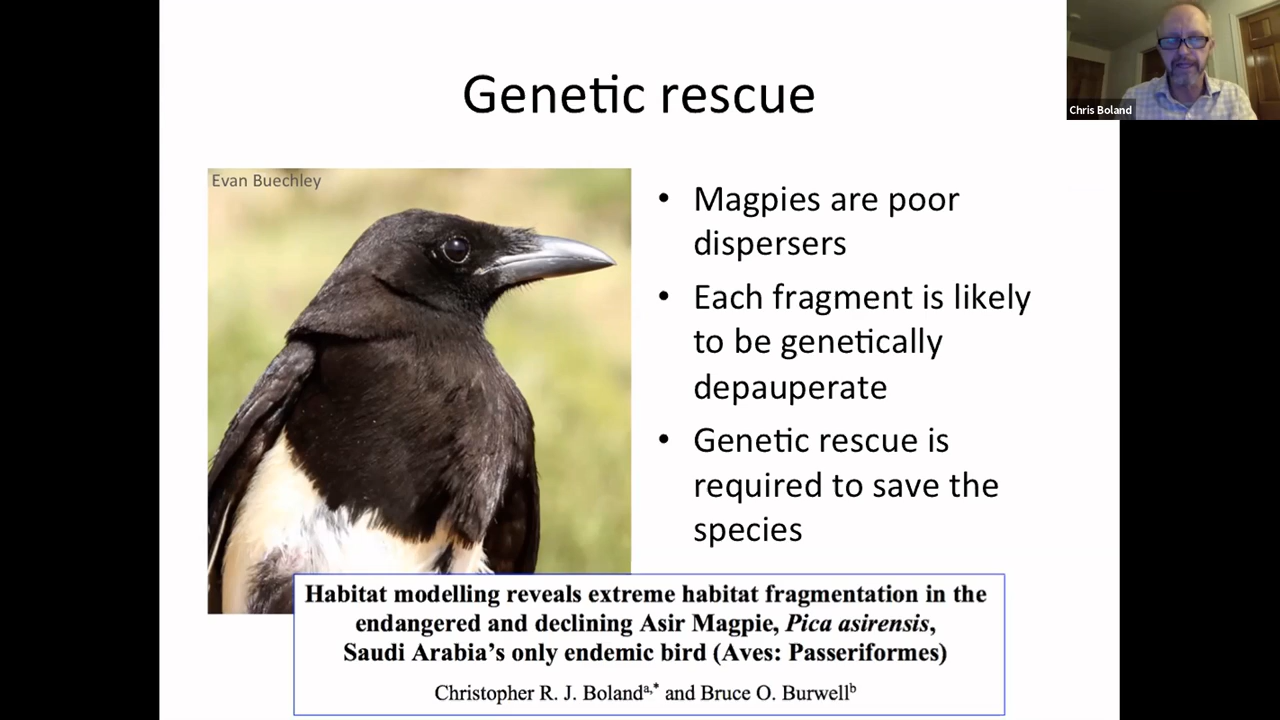 Genetic rescue
Chris Boland
Evan Buechley
• Magpies are poor
dispersers
• Each fragment is likely
to be genetically
depauperate
• Genetic rescue is
required to save the
species
Habitat modelling reveals extreme habitat fragmentation in the
endangered and declining Asir Magpie, Pica asirensis,
Saudi Arabia's only endemic bird (Aves: Passeriformes)
Christopher R. J. Bolandᵃ,* and Bruce O. Burwellᵇ